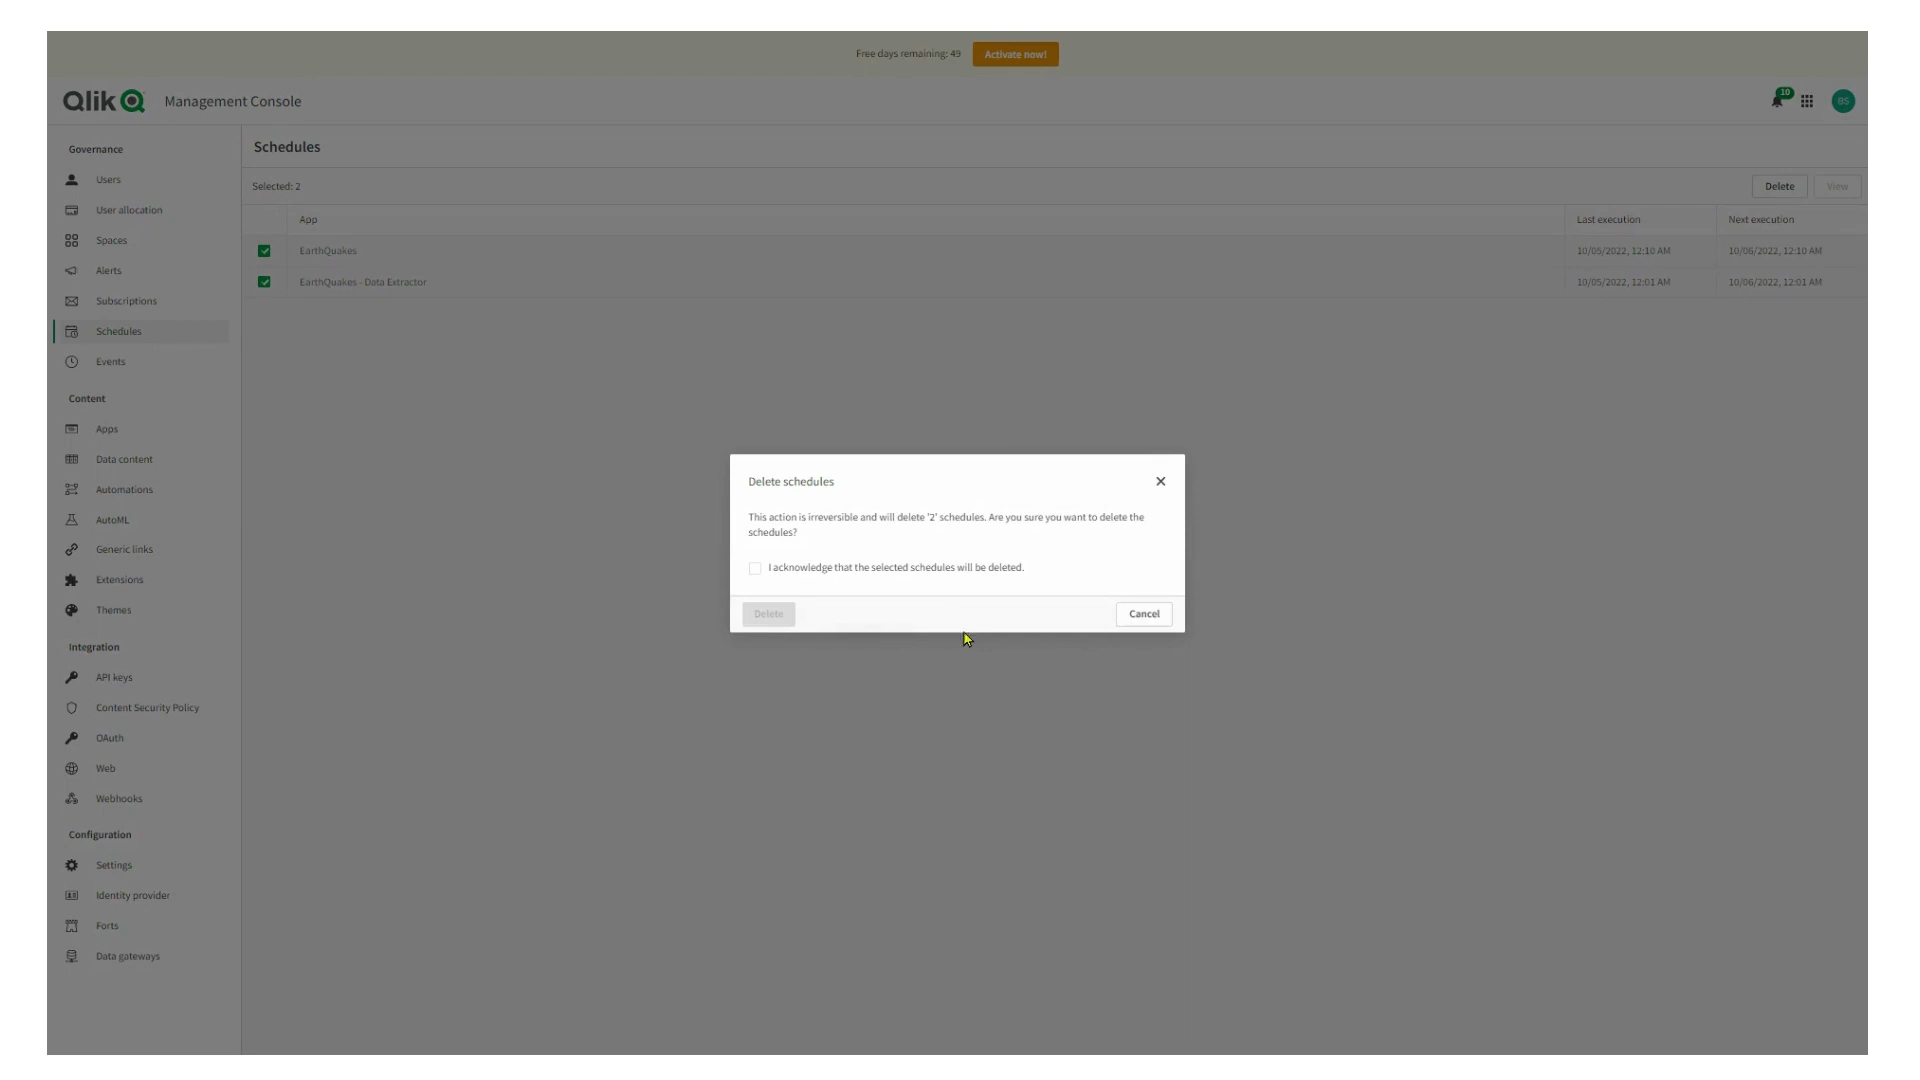 Free days remaining: 49 Activate now!
Qlik Management Console 10 BS
Governance
Users
User allocation
Spaces
Alerts
Subscriptions
Schedules
Events
Content
Apps
Data content
Automations
AutoML
Generic links
Extensions
Themes
Integration
API keys
Content Security Policy
OAuth
Web
Webhooks
Configuration
Settings
Identity provider
Forts
Data gateways
Schedules
Selected: 2 Delete View
App Last execution Next execution
EarthQuakes 10/05/2022, 12:10 AM 10/06/2022, 12:10 AM
EarthQuakes - Data Extractor 10/05/2022, 12:01 AM 10/06/2022, 12:01 AM
Delete schedules
This action is irreversible and will delete '2' schedules. Are you sure you want to delete the
schedules?
I acknowledge that the selected schedules will be deleted.
Delete Cancel